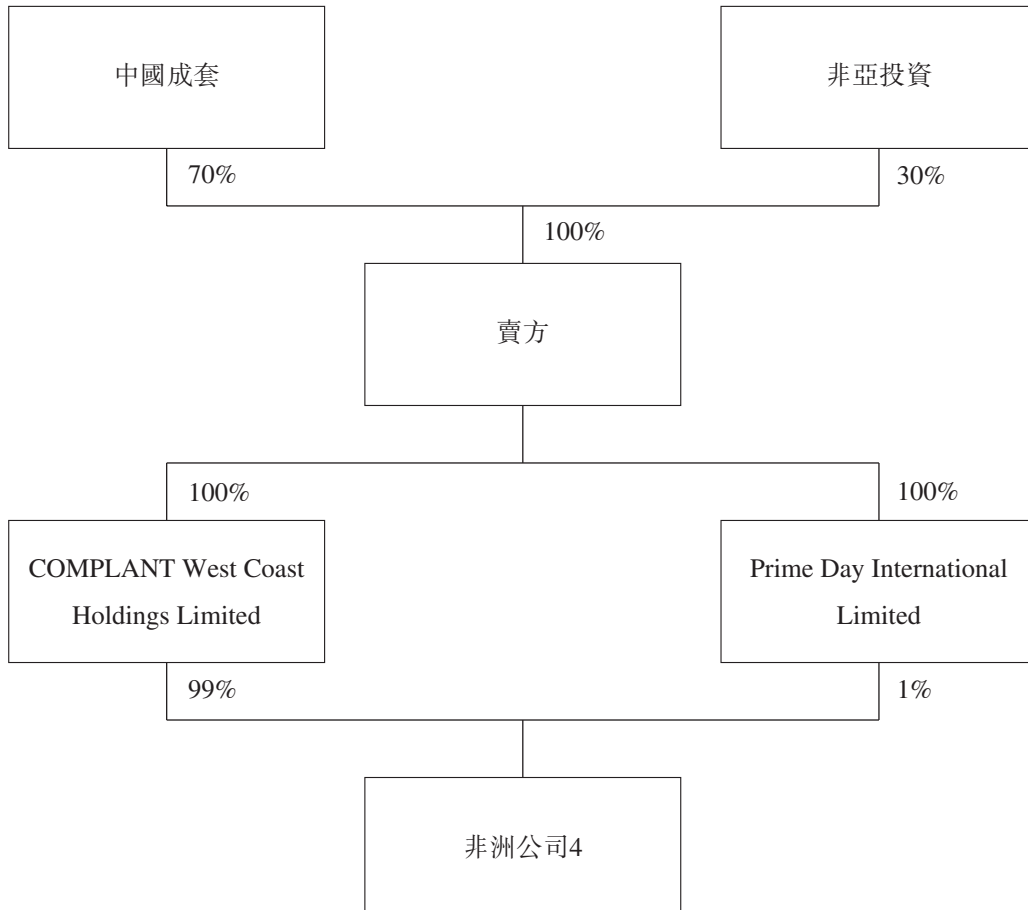 中國成套
非亞投資
70%
30%
100%
賣方
100%
100%
COMPLANT West Coast
Holdings Limited
Prime Day International
Limited
99%
1%
非洲公司4